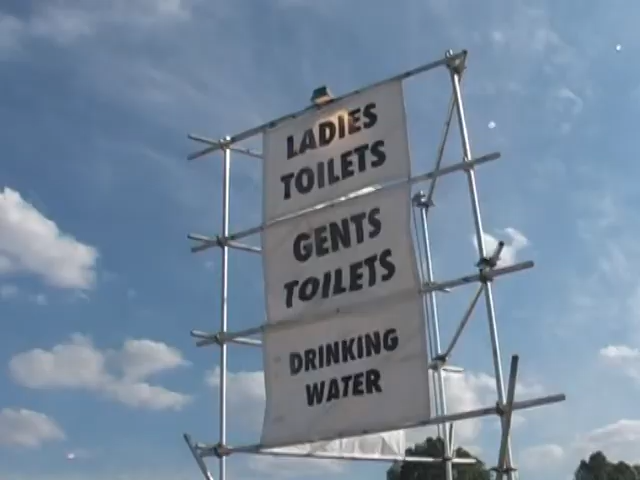 LADIES
TOILETS
GENTS
TOILETS
DRINKING
WATER